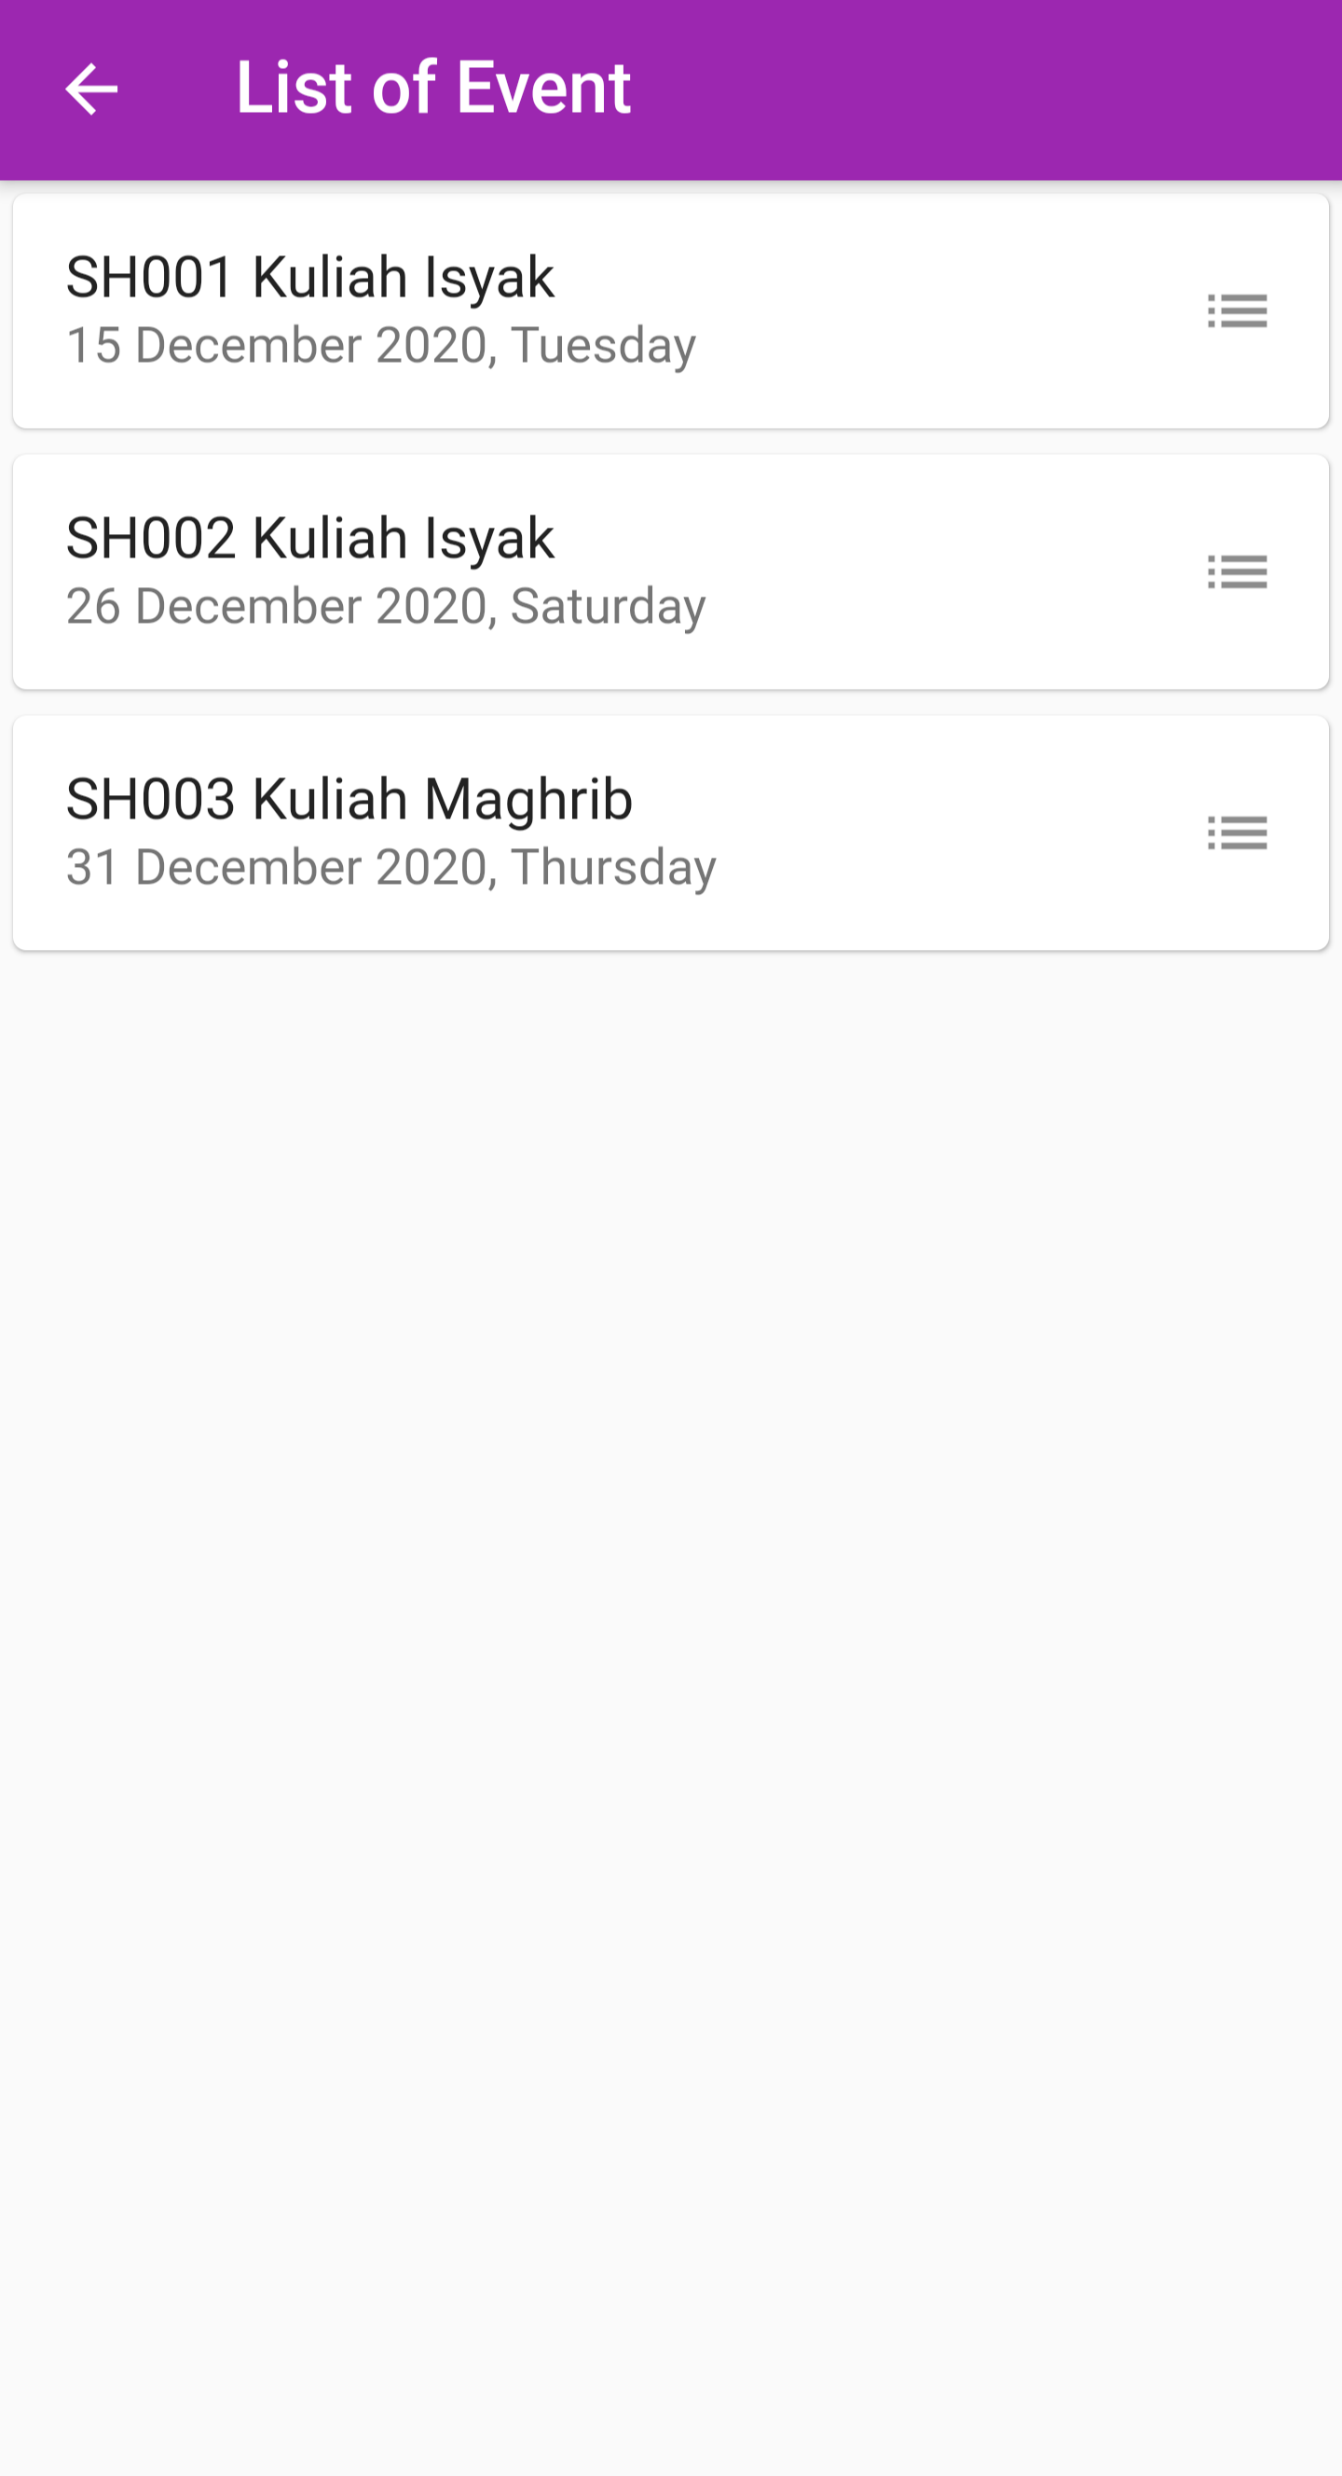 List of Event
SH001 Kuliah Isyak
15 December 2020, Tuesday
SH002 Kuliah Isyak
26 December 2020, Saturday
SH003 Kuliah Maghrib
31 December 2020, Thursday